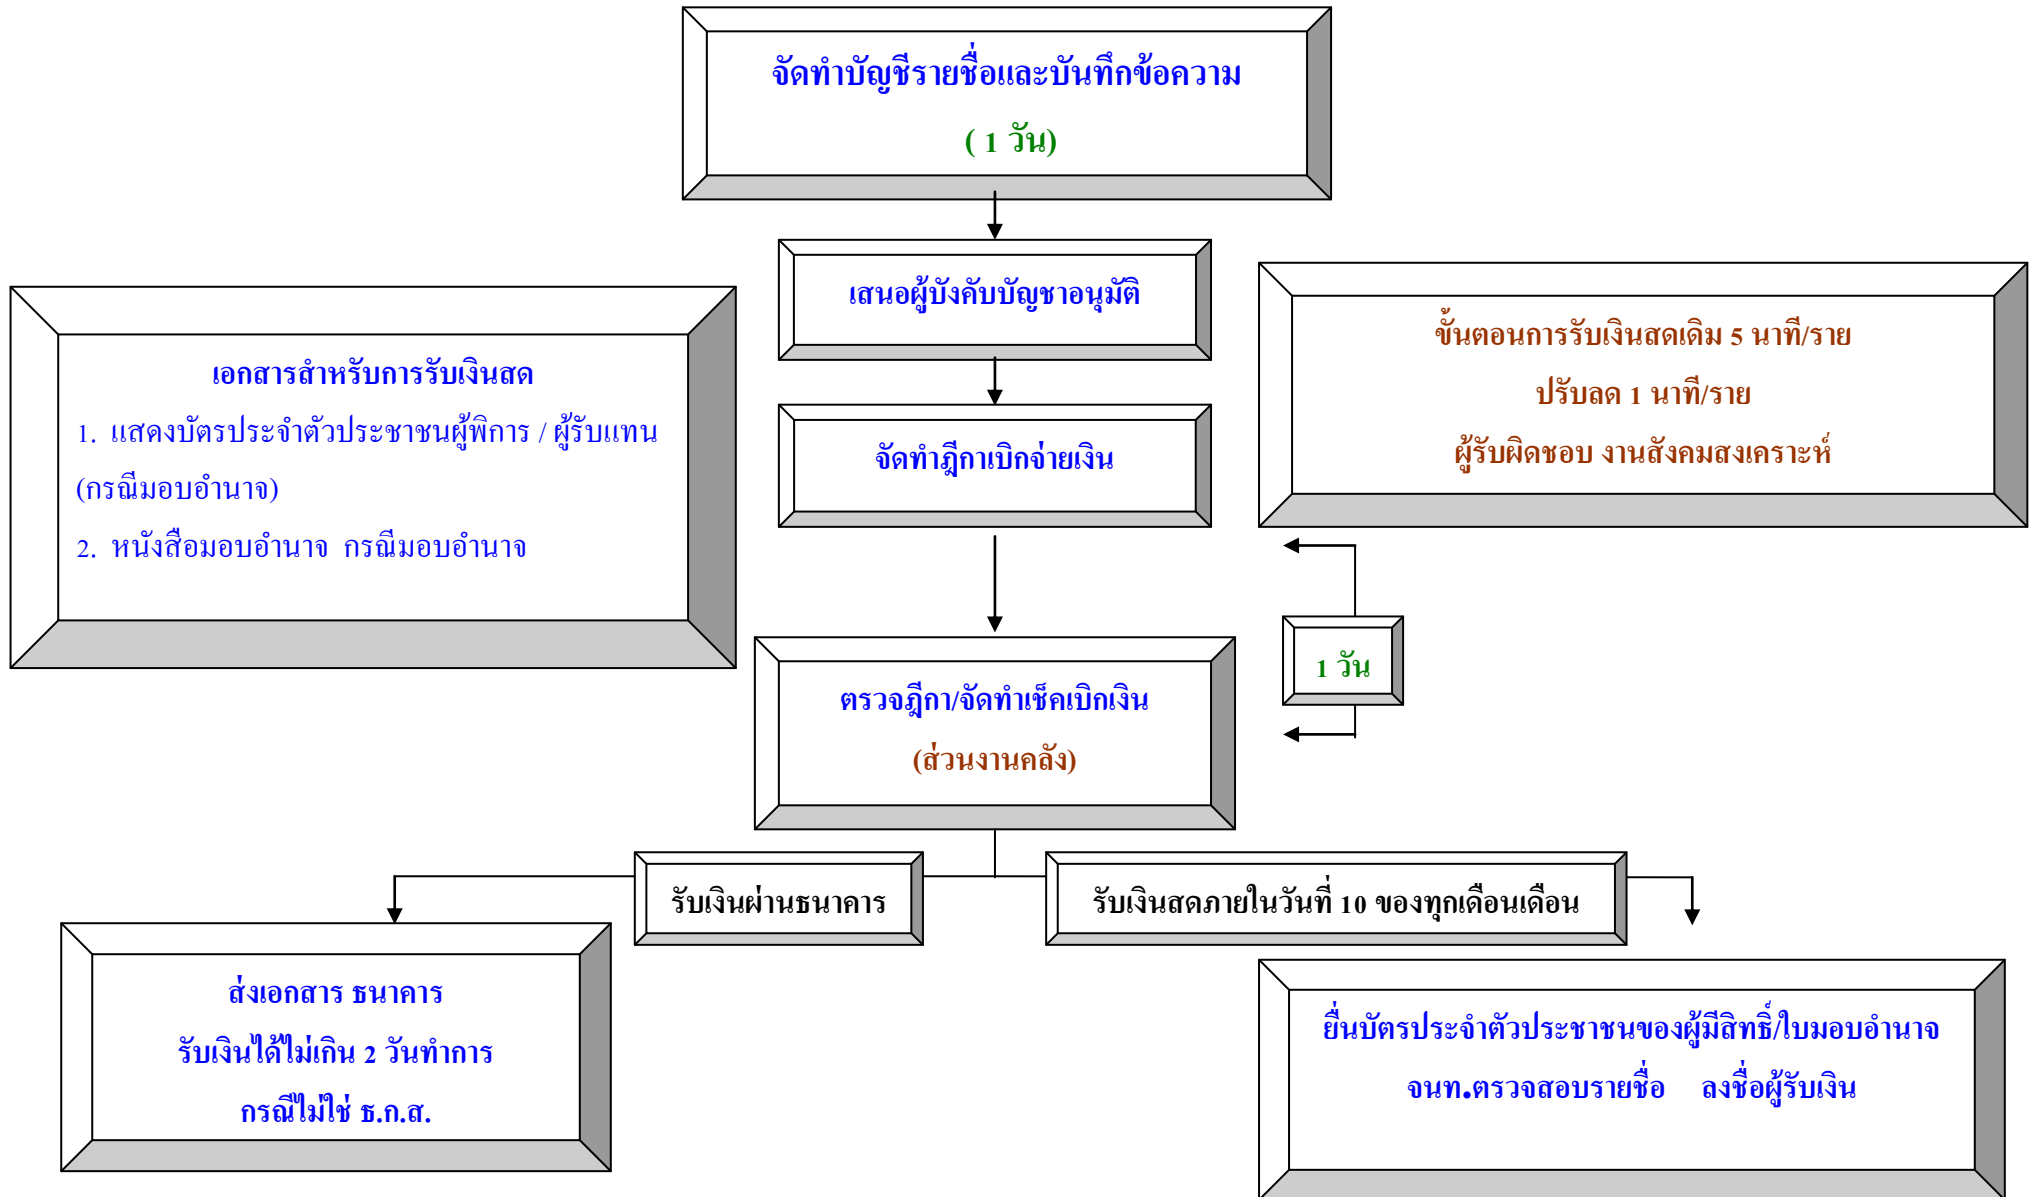 จัดทำบัญชีรายชื่อและบันทึกข้อความ
( 1 วัน)
เสนอผู้บังคับบัญชาอนุมัติ
เอกสารสำหรับการรับเงินสด
1. แสดงบัตรประจำตัวประชาชนผู้พิการ / ผู้รับแทน
(กรณีมอบอำนาจ)
2. หนังสือมอบอำนาจ กรณีมอบอำนาจ
จัดทำฎีกาเบิกจ่ายเงิน
ขั้นตอนการรับเงินสดเดิม 5 นาที/ราย
ปรับลด 1 นาที/ราย
ผู้รับผิดชอบ งานสังคมสงเคราะห์
1 วัน
ตรวจฎีกา/จัดทำเช็คเบิกเงิน
(ส่วนงานคลัง)
รับเงินผ่านธนาคาร
รับเงินสดภายในวันที่ 10 ของทุกเดือนเดือน
ส่งเอกสาร ธนาคาร
รับเงินได้ไม่เกิน 2 วันทำการ
กรณีไม่ใช่ ธ.ก.ส.
ยื่นบัตรประจำตัวประชาชนของผู้มีสิทธิ์/ใบมอบอำนาจ
จนท.ตรวจสอบรายชื่อ ลงชื่อผู้รับเงิน